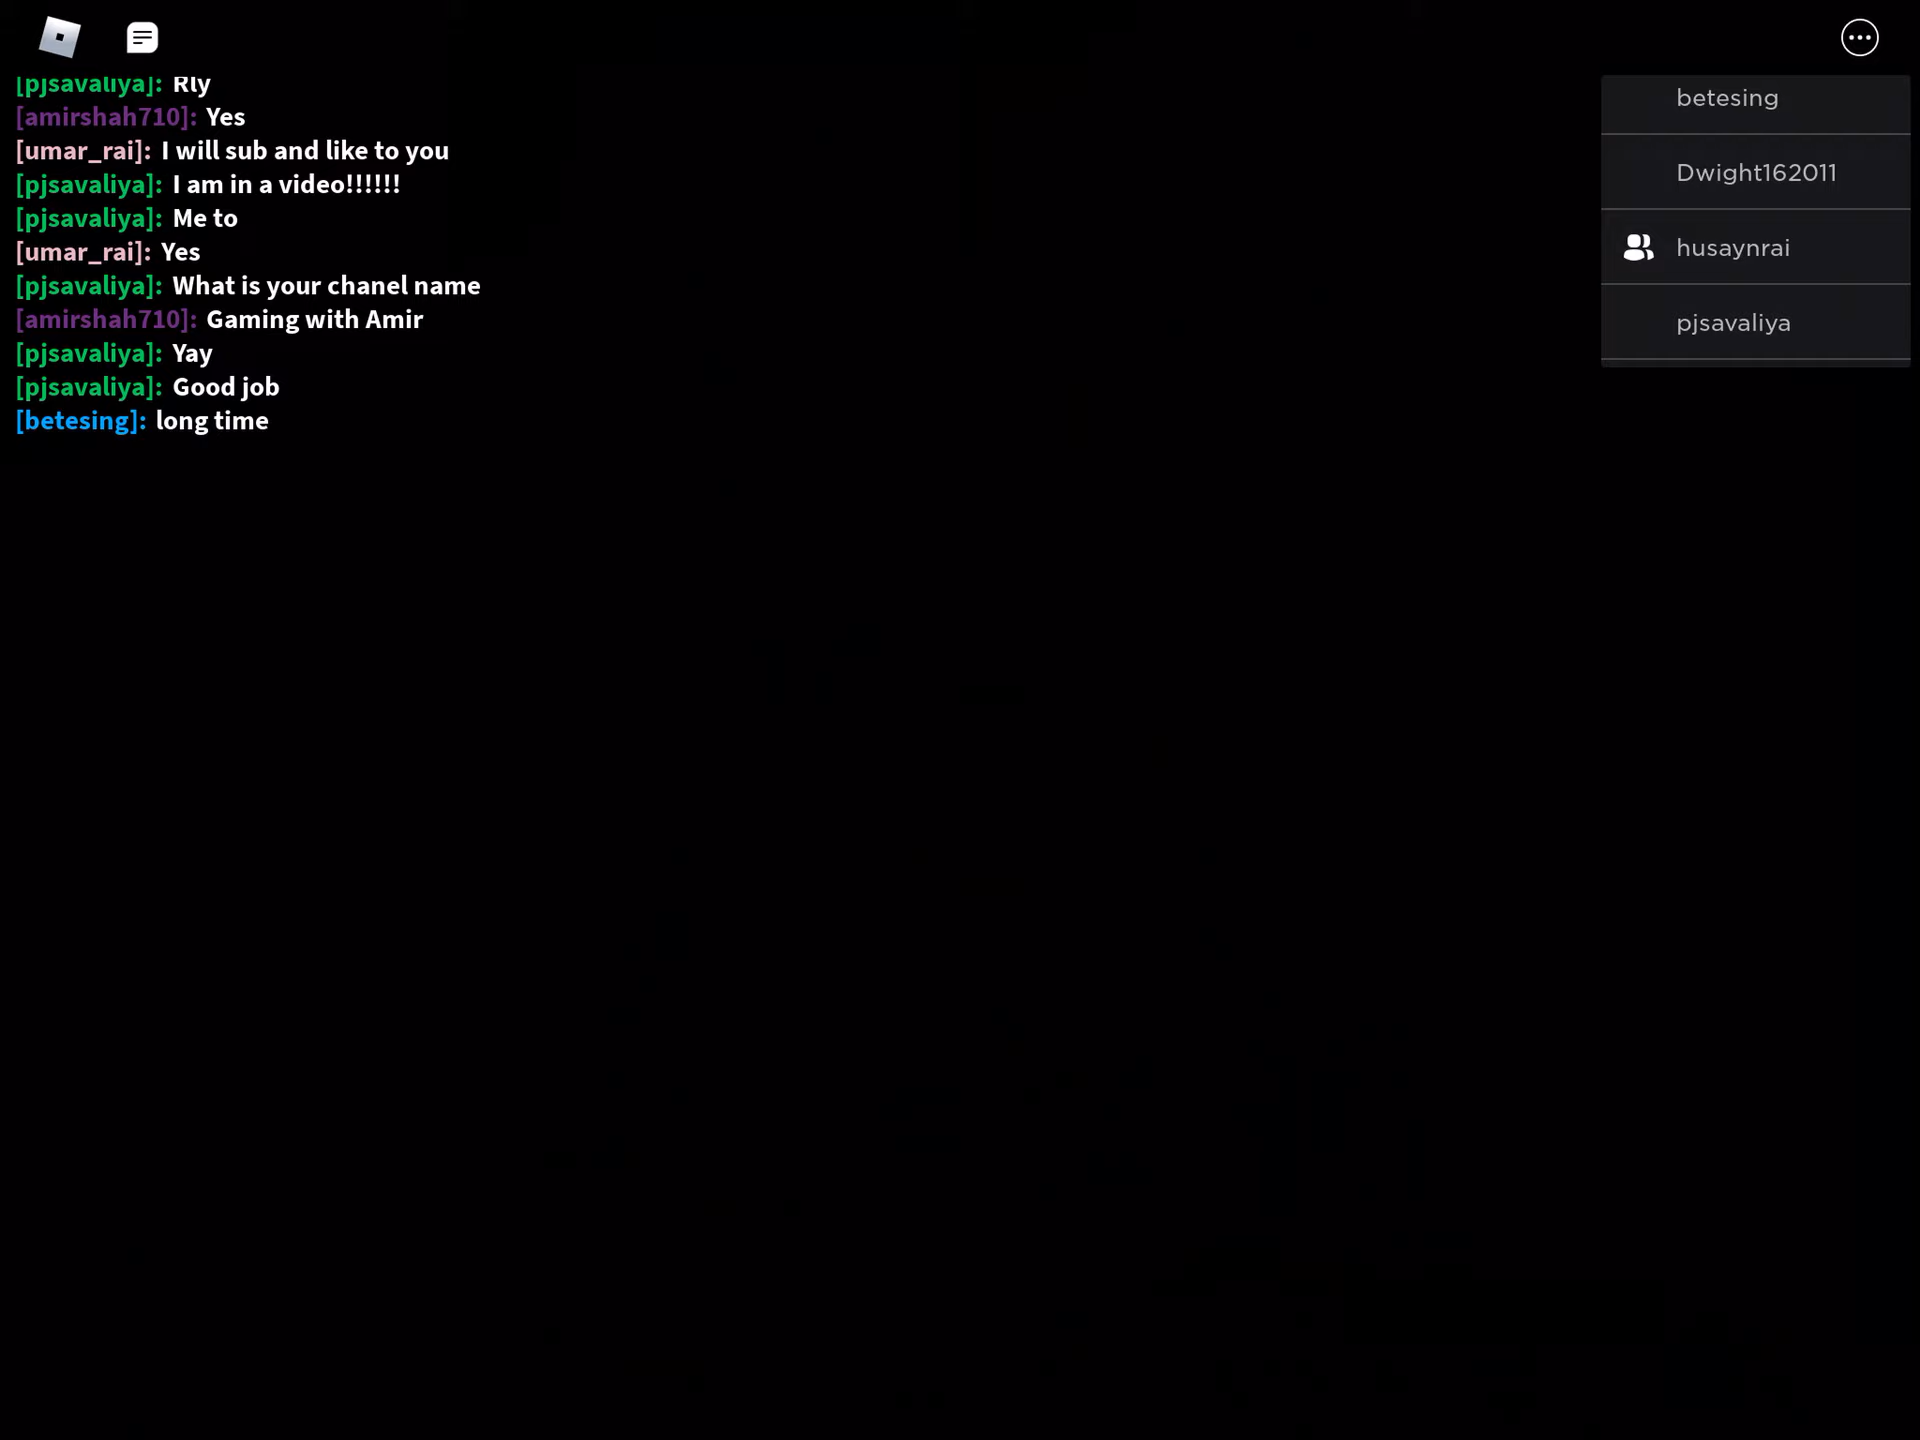 [pjsavaliya]: Rly
[amirshah710]: Yes
[umar_rai]: I will sub and like to you
[pjsavaliya]: I am in a video!!!!!!
[pjsavaliya]: Me to
[umar_rai]: Yes
[pjsavaliya]: What is your chanel name
[amirshah710]: Gaming with Amir
[pjsavaliya]: Yay
[pjsavaliya]: Good job
[betesing]: long time
betesing
Dwight162011
husaynrai
pjsavaliya